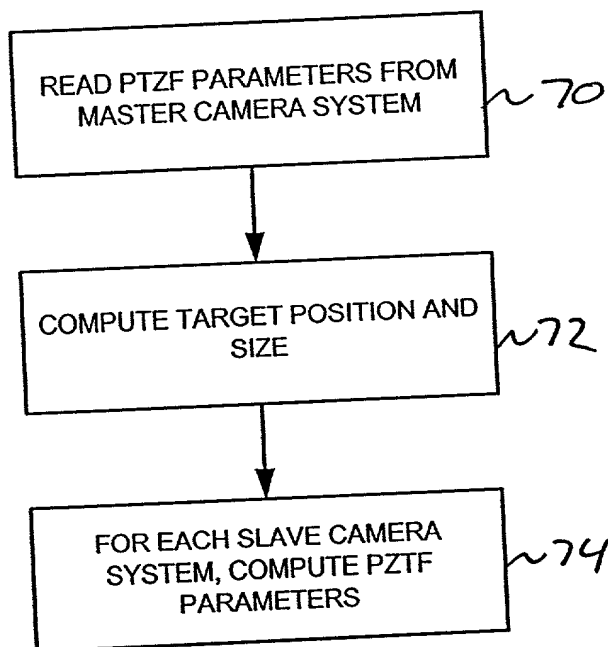 READ PTZF PARAMETERS FROM
MASTER CAMERA SYSTEM
70
COMPUTE TARGET POSITION AND
SIZE
72
FOR EACH SLAVE CAMERA
SYSTEM, COMPUTE PZTF
PARAMETERS
74